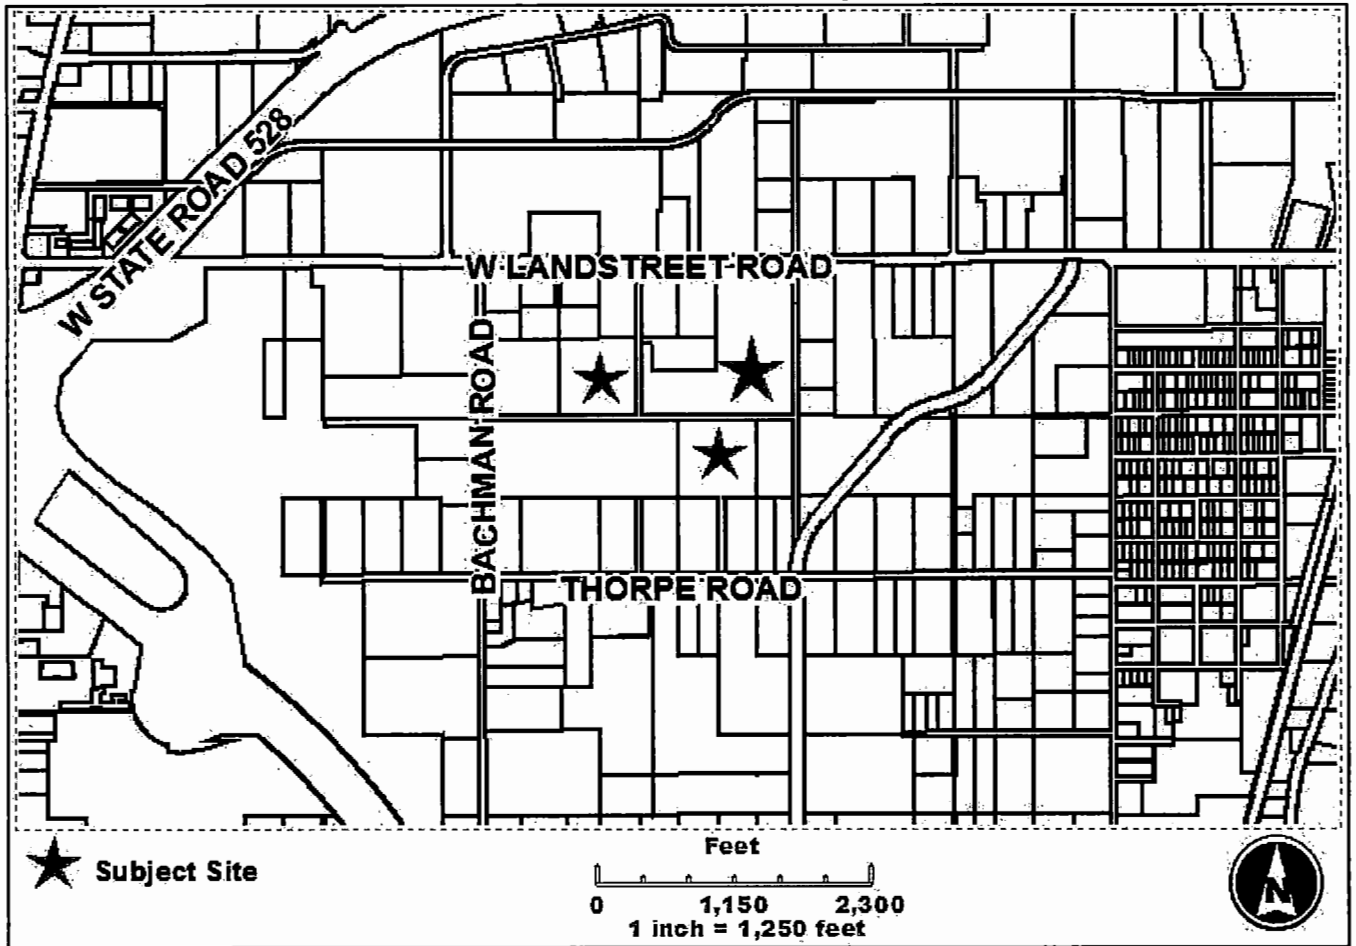 W STATE ROAD 528
W LANDSTREET ROAD
BACHMAN ROAD
THORPE ROAD
Subject Site
Feet
0 1,150 2,300
1 inch = 1,250 feet
N